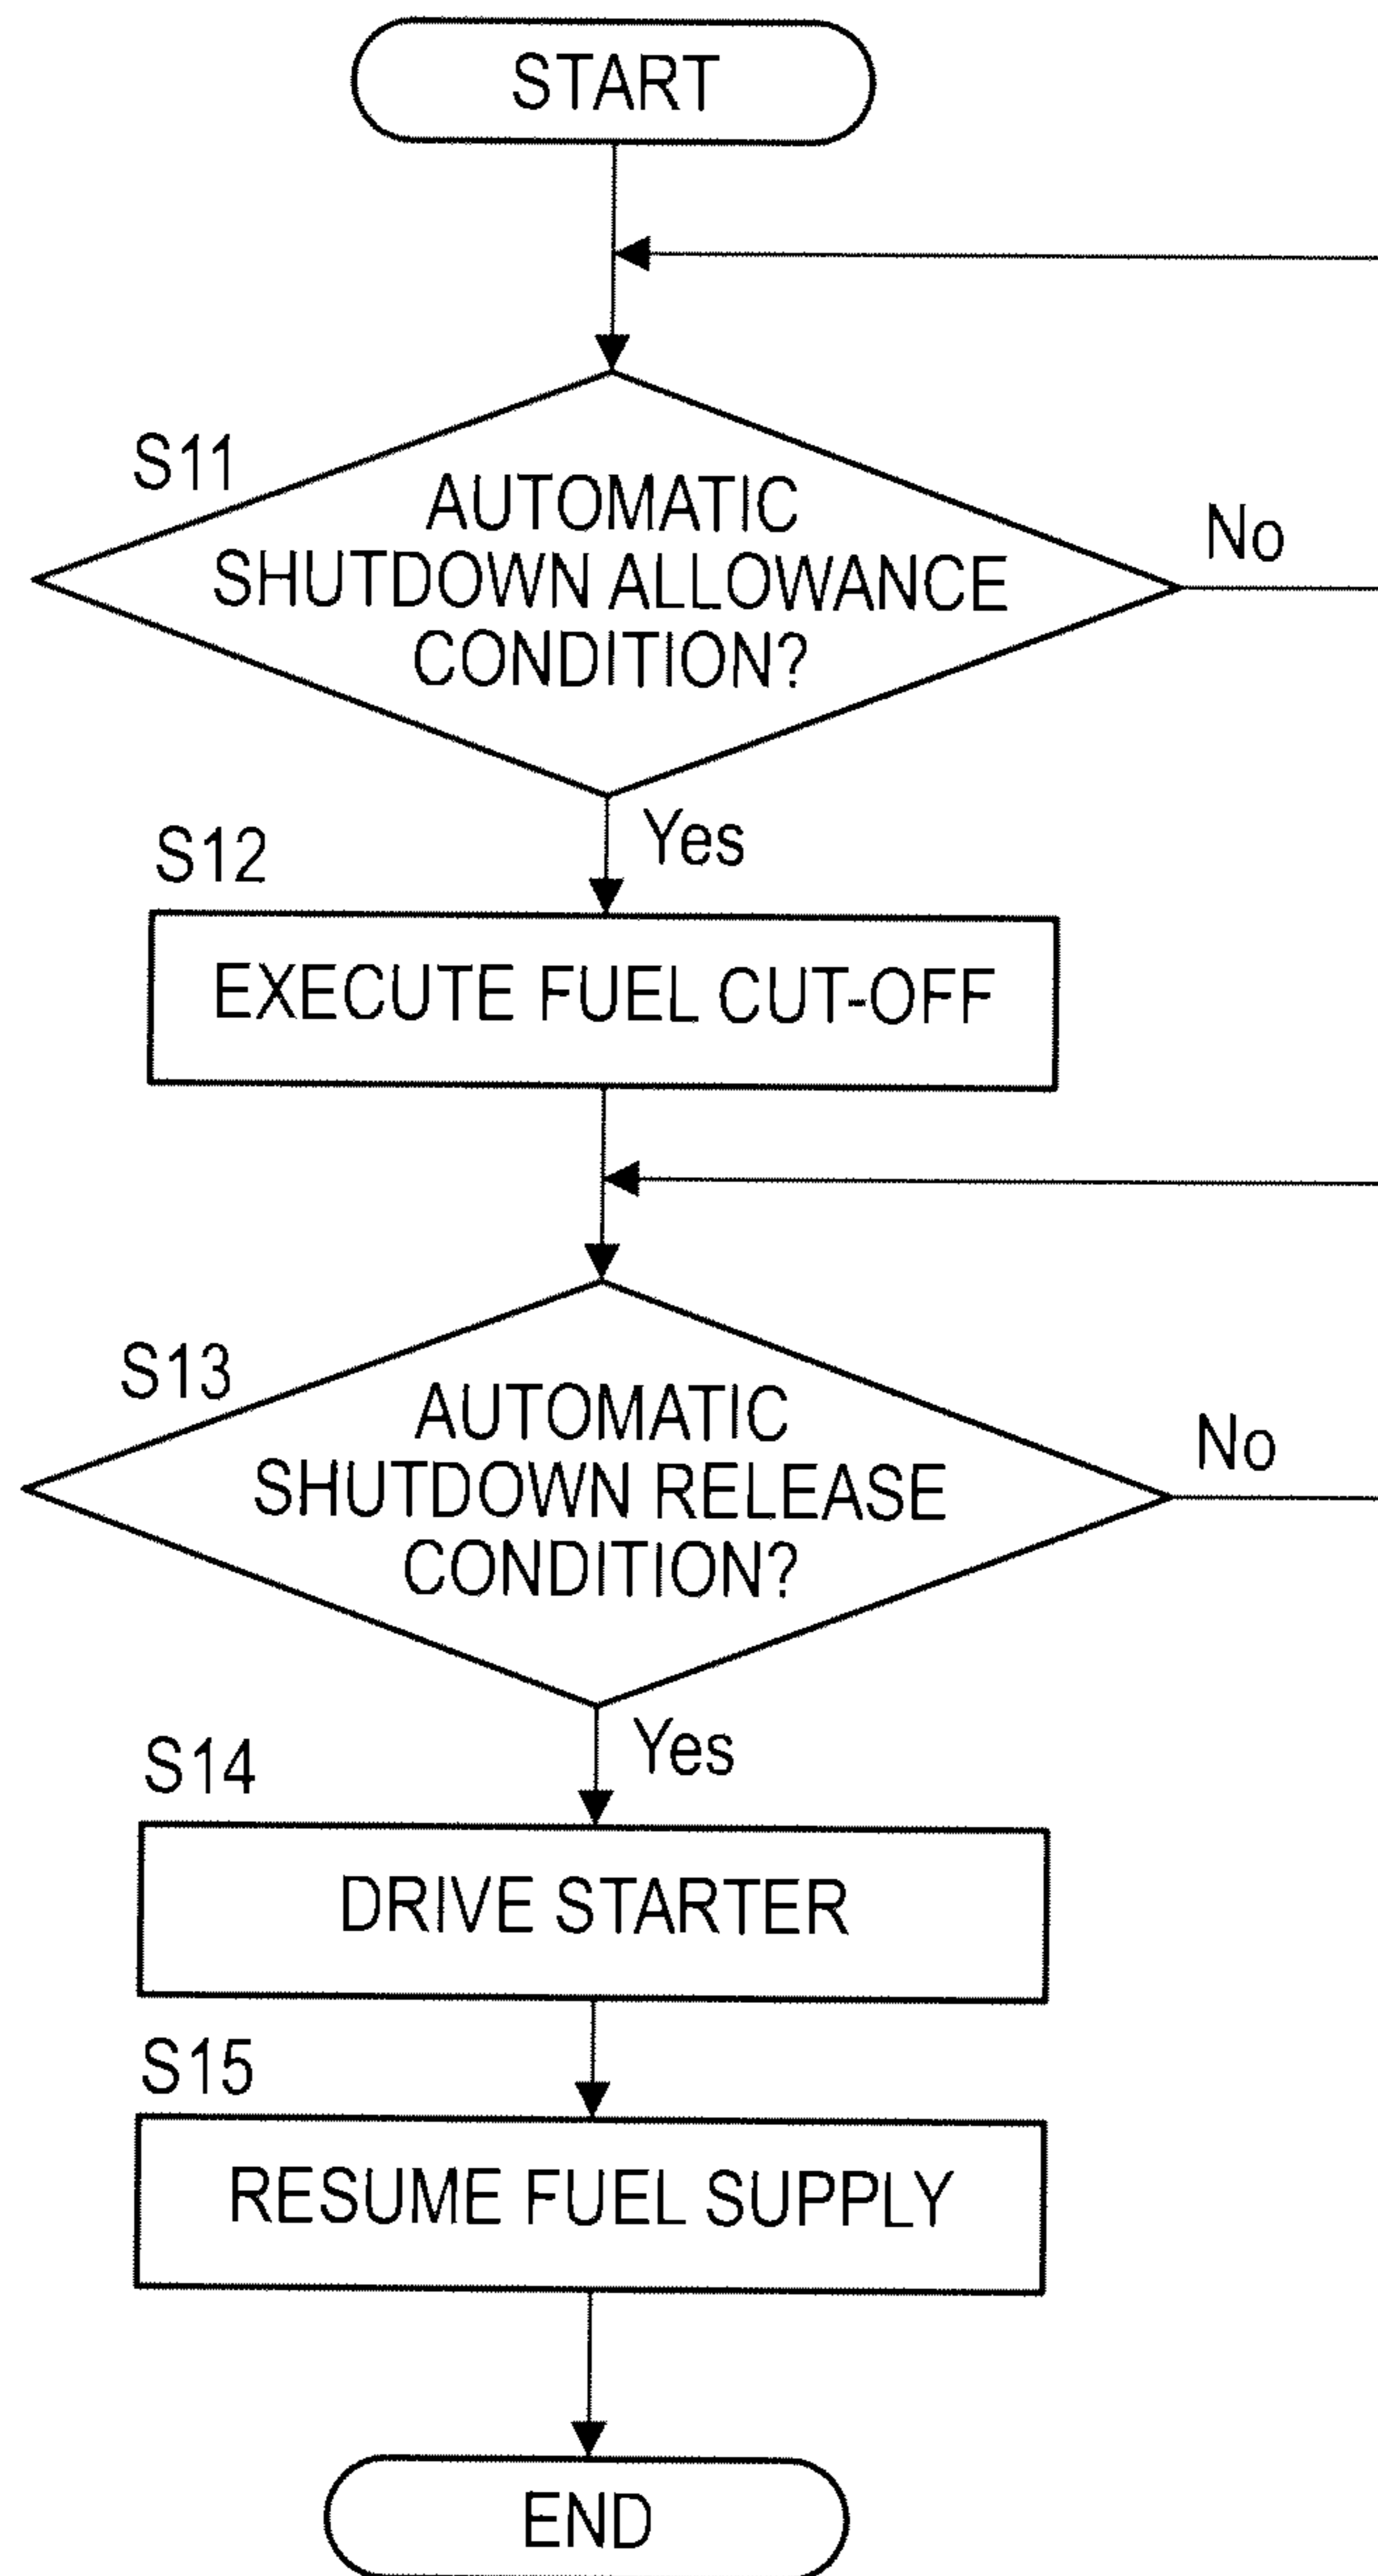 START
S11
AUTOMATIC
SHUTDOWN ALLOWANCE
CONDITION?
No
Yes
S12
EXECUTE FUEL CUT-OFF
S13
AUTOMATIC
SHUTDOWN RELEASE
CONDITION?
No
Yes
S14
DRIVE STARTER
S15
RESUME FUEL SUPPLY
END